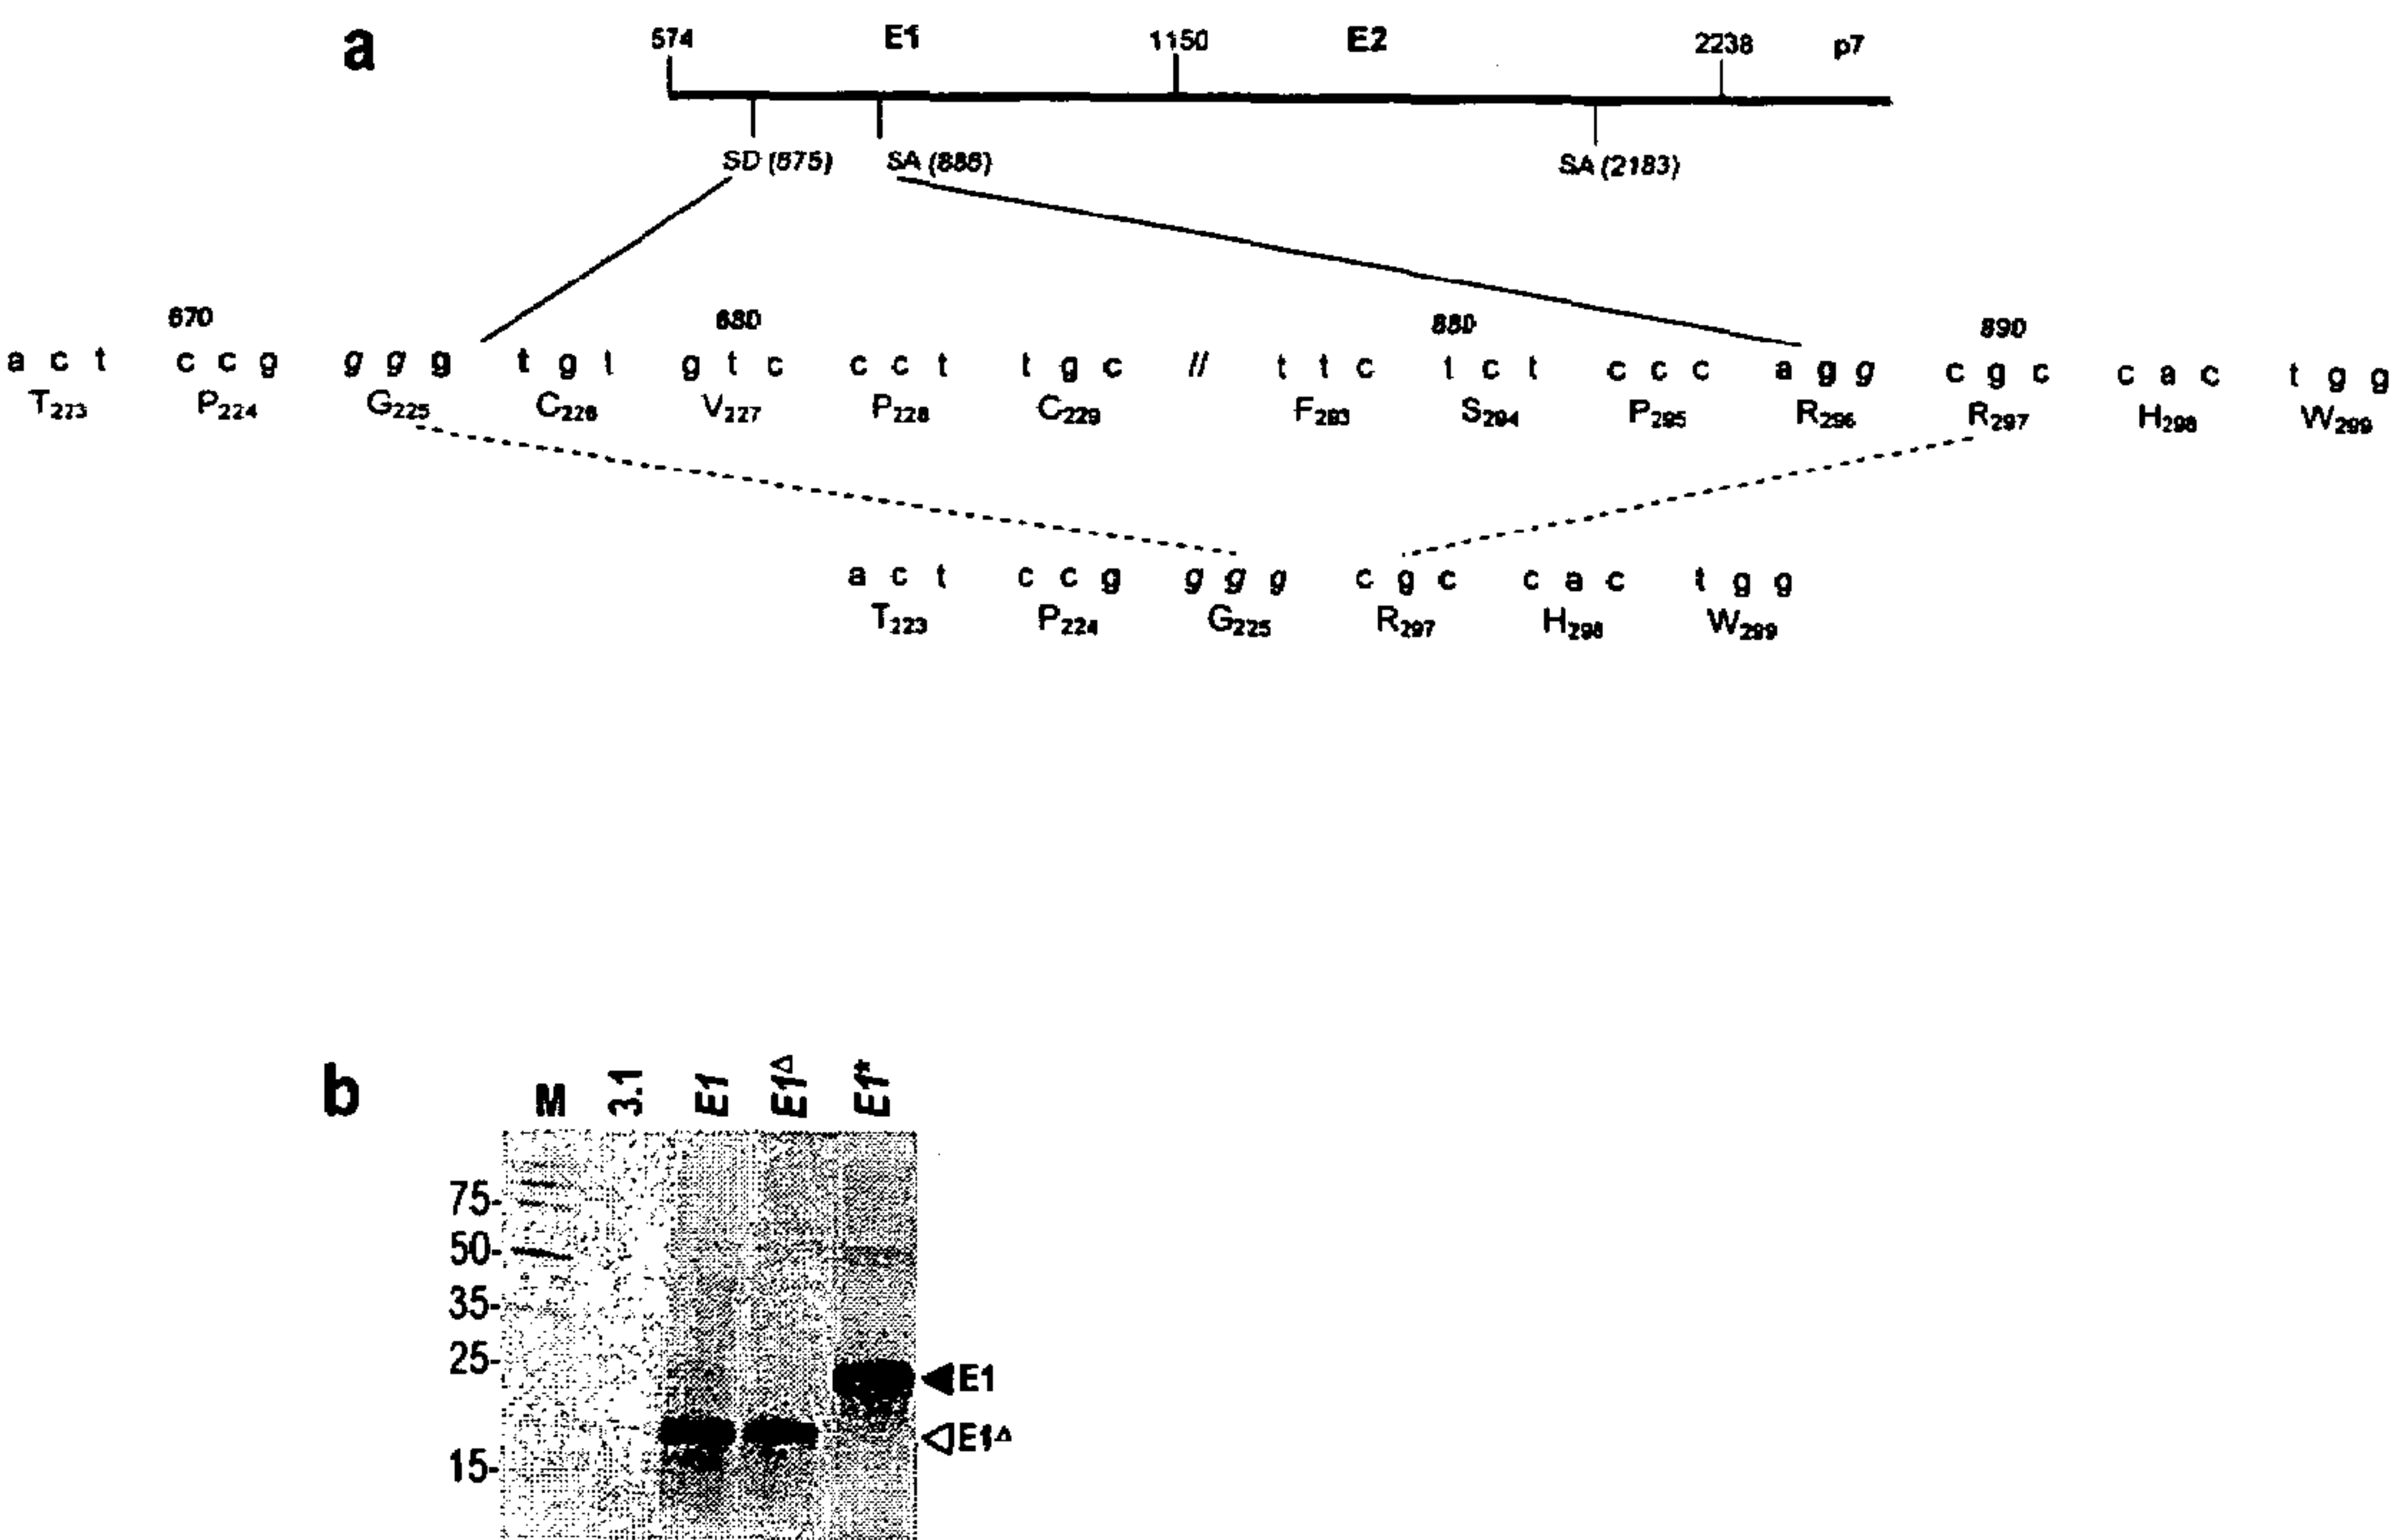 a
574 E1 1150 E2 2238 p7
SD (675) SA (886) SA (2183)
670 680 880 890
a c t c c g g g g t g t g t c c c t t g c // t t c t c t c c c a g g c g c c a c t g g
T223 P224 G225 C226 V227 P228 C229 F293 S294 P295 R296 R297 H298 W299
a c t c c g g g g c g c c a c t g g
T223 P224 G225 R297 H298 W299
b
M 3.1 E1 E1Δ E1*
75-
50-
35-
25-
E1
E1Δ
15-